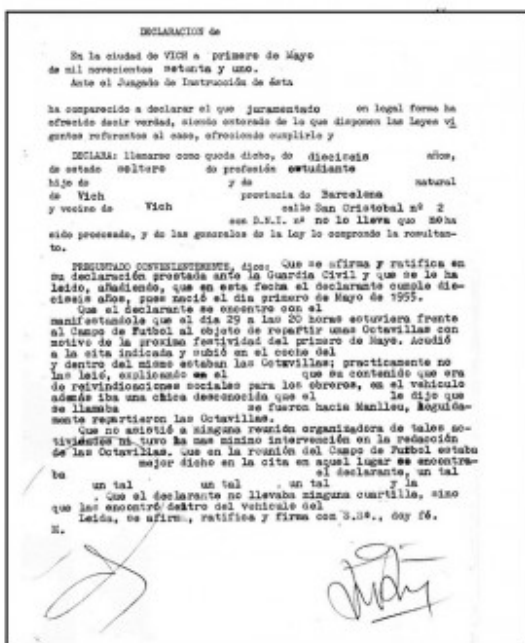 DECLARACION de
En la ciudad de VICH a primero de Mayo
de mil novecientos setenta y uno.
Ante el Juzgado de Instrucción de ésta
ha comparecido a declarar el que juramentado en legal forma ha
ofrecido decir verdad, siendo enterado de lo que disponen las Leyes vi
gentes referentes al caso, ofreciendo cumplirlo y
DECLARA: llamarse como queda dicho, de dieciseis años,
de estado soltero de profesión estudiante
hijo de y de natural
de Vich provincia de Barcelona
y vecino de Vich calle San Cristobal nº 2
con D.N.I. nº no lo lleva que no ha
sido procesado, y de las generales de la Ley lo comprende la resultan-
to.
PREGUNTADO CONVENIENTEMENTE, dice: Que se afirma y ratifica en
su declaración prestada ante la Guardia Civil y que se le ha
leido, añadiendo, que en esta fecha el declarante cumple die-
ciseis años, pues nació el dia primero de Mayo de 1955.
Que el declarante se encontro con el
manifestandole que el dia 29 a las 20 horas estuviera frente
al Campo de Futbol al objeto de repartir unas Octavillas con
motivo de la proxima festividad del primero de Mayo. Acudió
a la cita indicada y subió en el coche del
y dentro del mismo estaban las Octavillas; practicamente no
las leió, explicando el que su contenido que era
de reivindicaciones sociales para los obreros, en el vehiculo
además iba una chica desconocida que el le dijo que
se llamaba se fueron hacia Manlleu, seguida-
mente repartieron las Octavillas.
Que no asistió a ninguna reunión organizadora de tales ac-
tividades ni tuvo la mas minimo intervención en la redacción
de las Octavillas. Que en la reunión del Campo de Futbol estaba
mejor dicho en la cita en aquel lugar se encontra-
ba el declarante, un tal
un tal un tal . un tal y la
. Que el declarante no llevaba ninguna cuartilla, sino
que las encontró dentro del vehiculo del
Leida, se afirma, ratifica y firma con S.Sª., doy fé.